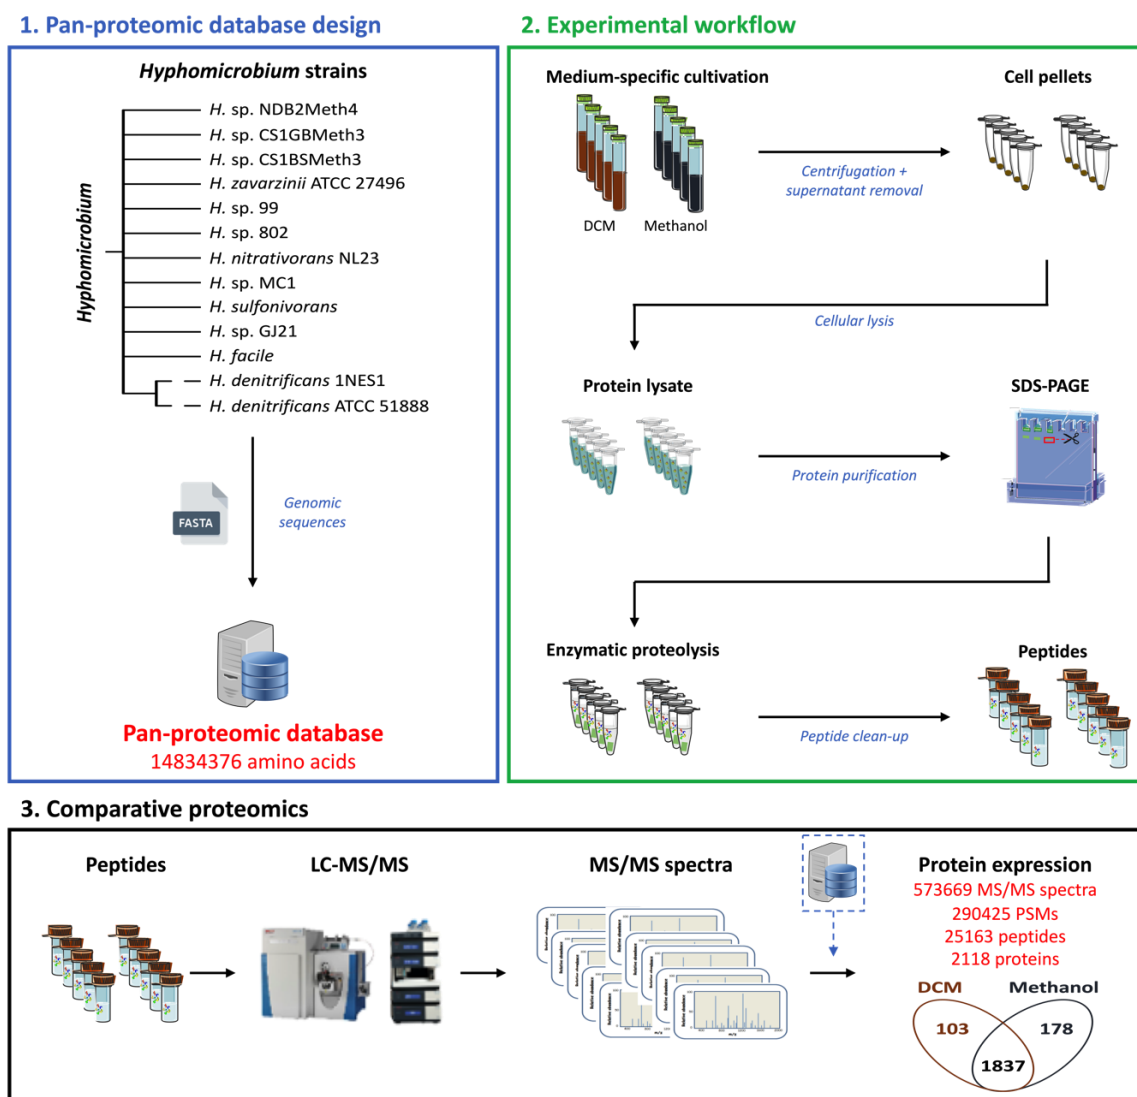 1. Pan-proteomic database design
Hyphomicrobium strains
Hyphomicrobium
H. sp. NDB2Meth4
H. sp. CS1GBMeth3
H. sp. CS1BSMeth3
H. zavarzinii ATCC 27496
H. sp. 99
H. sp. 802
H. nitrativorans NL23
H. sp. MC1
H. sulfonivorans
H. sp. GJ21
H. facile
H. denitrificans 1NES1
H. denitrificans ATCC 51888
FASTA
Genomic
sequences
Pan-proteomic database
14834376 amino acids
2. Experimental workflow
Medium-specific cultivation
DCM
Methanol
Centrifugation +
supernatant removal
Cell pellets
Cellular lysis
Protein lysate
Protein purification
SDS-PAGE
Enzymatic proteolysis
Peptide clean-up
Peptides
3. Comparative proteomics
Peptides
LC-MS/MS
MS/MS spectra
Protein expression
573669 MS/MS spectra
290425 PSMs
25163 peptides
2118 proteins
DCM
Methanol
103
178
1837